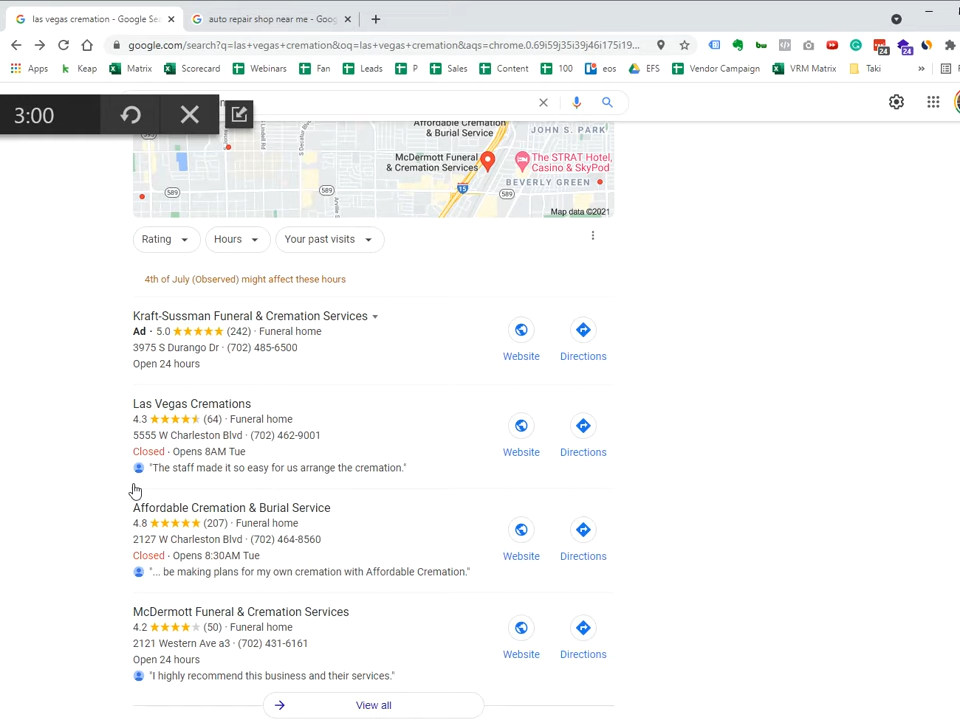 las vegas cremation - Google Sea
auto repair shop near me - Goog
google.com/search?q=las+vegas+cremation&oq=las+vegas+cremation&aqs=chrome.0.69i59j35i39j46i175i19...
24
24
Apps
Keap
Matrix
Scorecard
Webinars
Fan
Leads
P
Sales
Content
100
eos
EFS
Vendor Campaign
VRM Matrix
Taki
»
3:00
Affordable Cremation
& Burial Service
JOHN S. PARK
McDermott Funeral
& Cremation Services
The STRAT Hotel,
Casino & SkyPod
BEVERLY GREEN
589
589
15
589
Map data ©2021
Rating
Hours
Your past visits
4th of July (Observed) might affect these hours
Kraft-Sussman Funeral & Cremation Services
Ad · 5.0 ★★★★★ (242) · Funeral home
3975 S Durango Dr · (702) 485-6500
Open 24 hours
Website
Directions
Las Vegas Cremations
4.3 (64) · Funeral home
5555 W Charleston Blvd · (702) 462-9001
Closed · Opens 8AM Tue
"The staff made it so easy for us arrange the cremation."
Website
Directions
Affordable Cremation & Burial Service
4.8 (207) · Funeral home
2127 W Charleston Blvd · (702) 464-8560
Closed · Opens 8:30AM Tue
"... be making plans for my own cremation with Affordable Cremation."
Website
Directions
McDermott Funeral & Cremation Services
4.2 (50) · Funeral home
2121 Western Ave a3 · (702) 431-6161
Open 24 hours
"I highly recommend this business and their services."
Website
Directions
View all